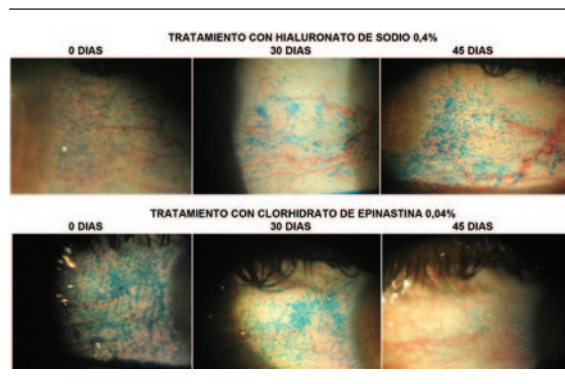 TRATAMIENTO CON HIALURONATO DE SODIO 0,4%
0 DIAS 30 DIAS 45 DIAS
TRATAMIENTO CON CLORHIDRATO DE EPINASTINA 0,04%
0 DIAS 30 DIAS 45 DIAS